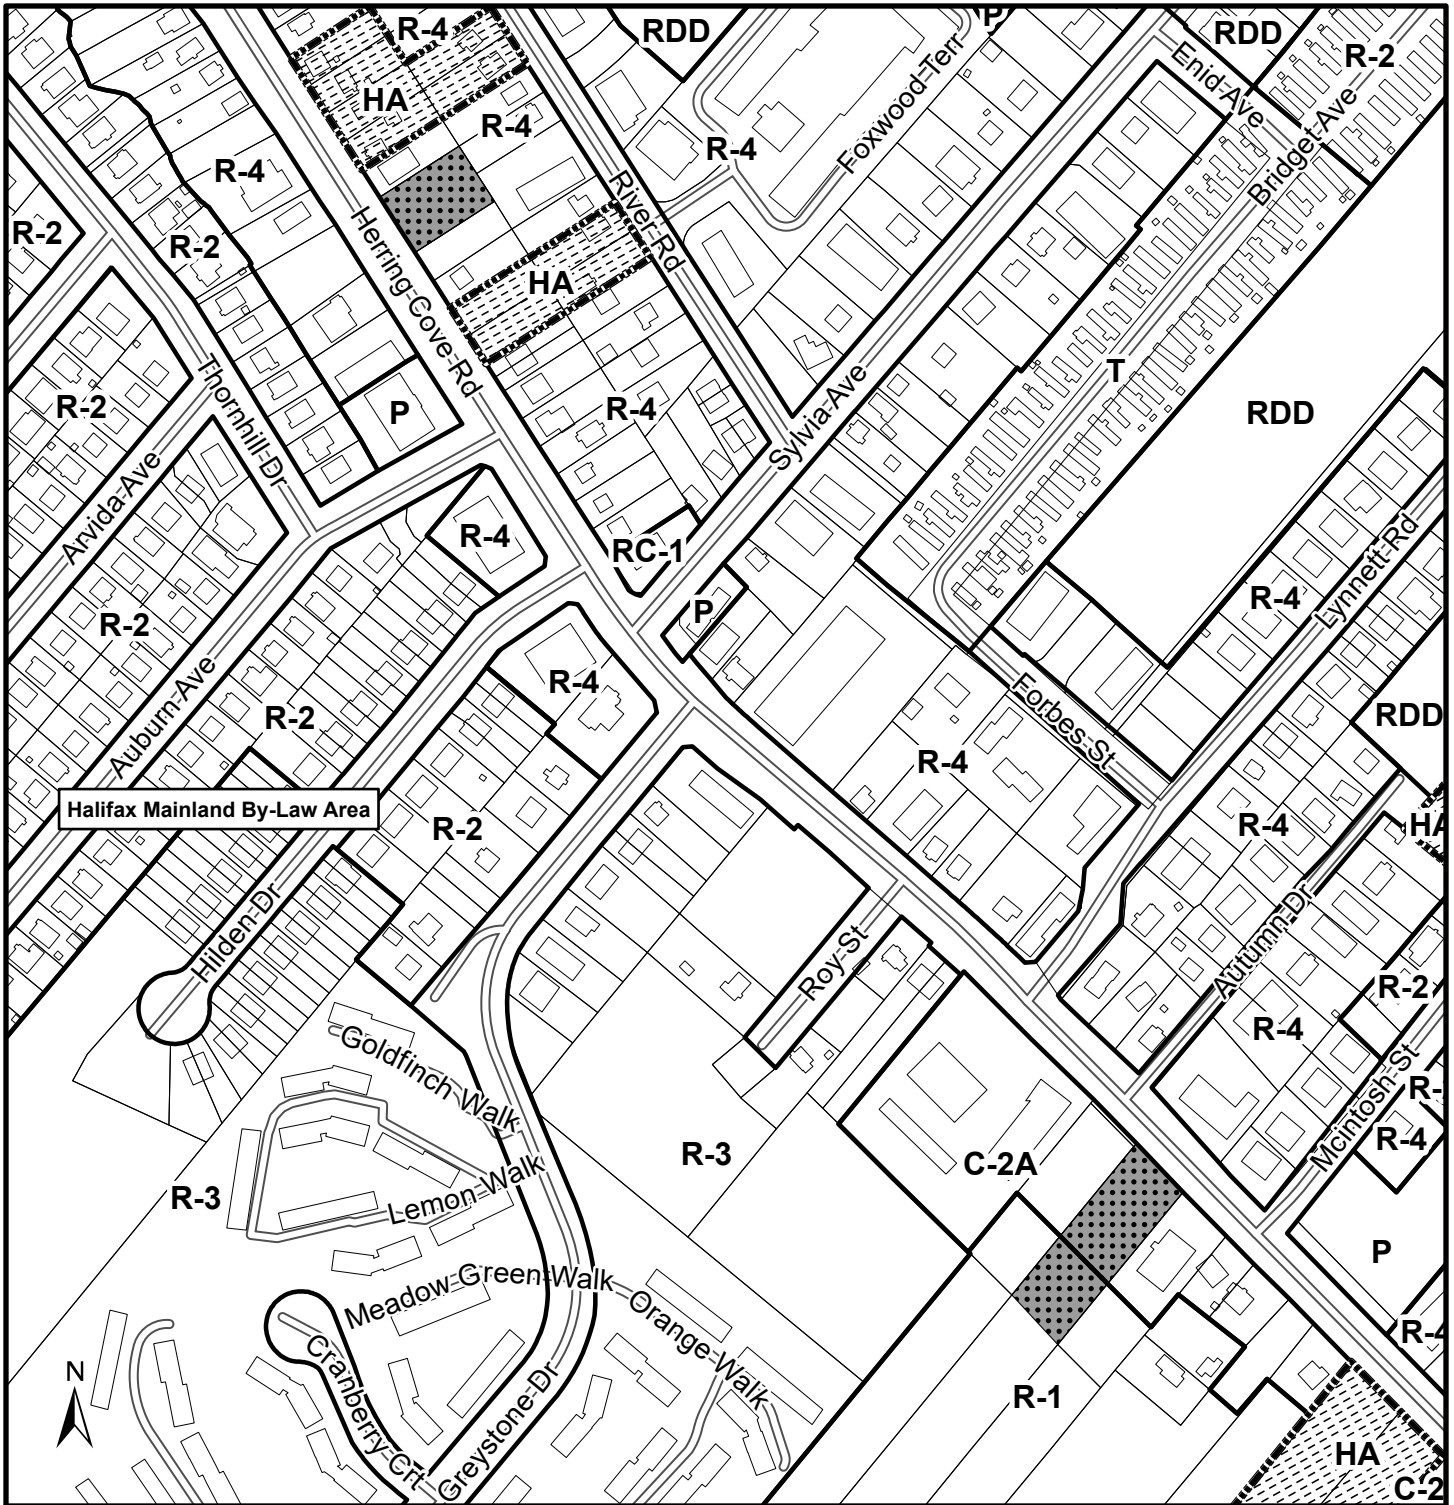 R-4
RDD
P
RDD
R-2
Enid Ave
HA
R-4
Foxwood Terr
R-4
Bridget Ave
R-4
River Rd
R-2
R-2
Herring Cove Rd
HA
Thornhill Dr
T
R-2
P
R-4
Sylvia Ave
RDD
Arvida Ave
R-4
RC-1
Lynnett Rd
R-4
P
R-2
Auburn Ave
R-4
R-2
Forbes St
RDD
R-4
Halifax Mainland By-Law Area
R-2
R-4
HA
Hilden Dr
Roy St
Autumn Dr
R-2
R-4
Goldfinch Walk
Mcintosh St
R-
R-4
R-3
C-2A
R-3
Lemon Walk
P
Meadow Green Walk
Orange Walk
R-4
N
Cranberry Crt
Greystone Dr
R-1
HA
C-2